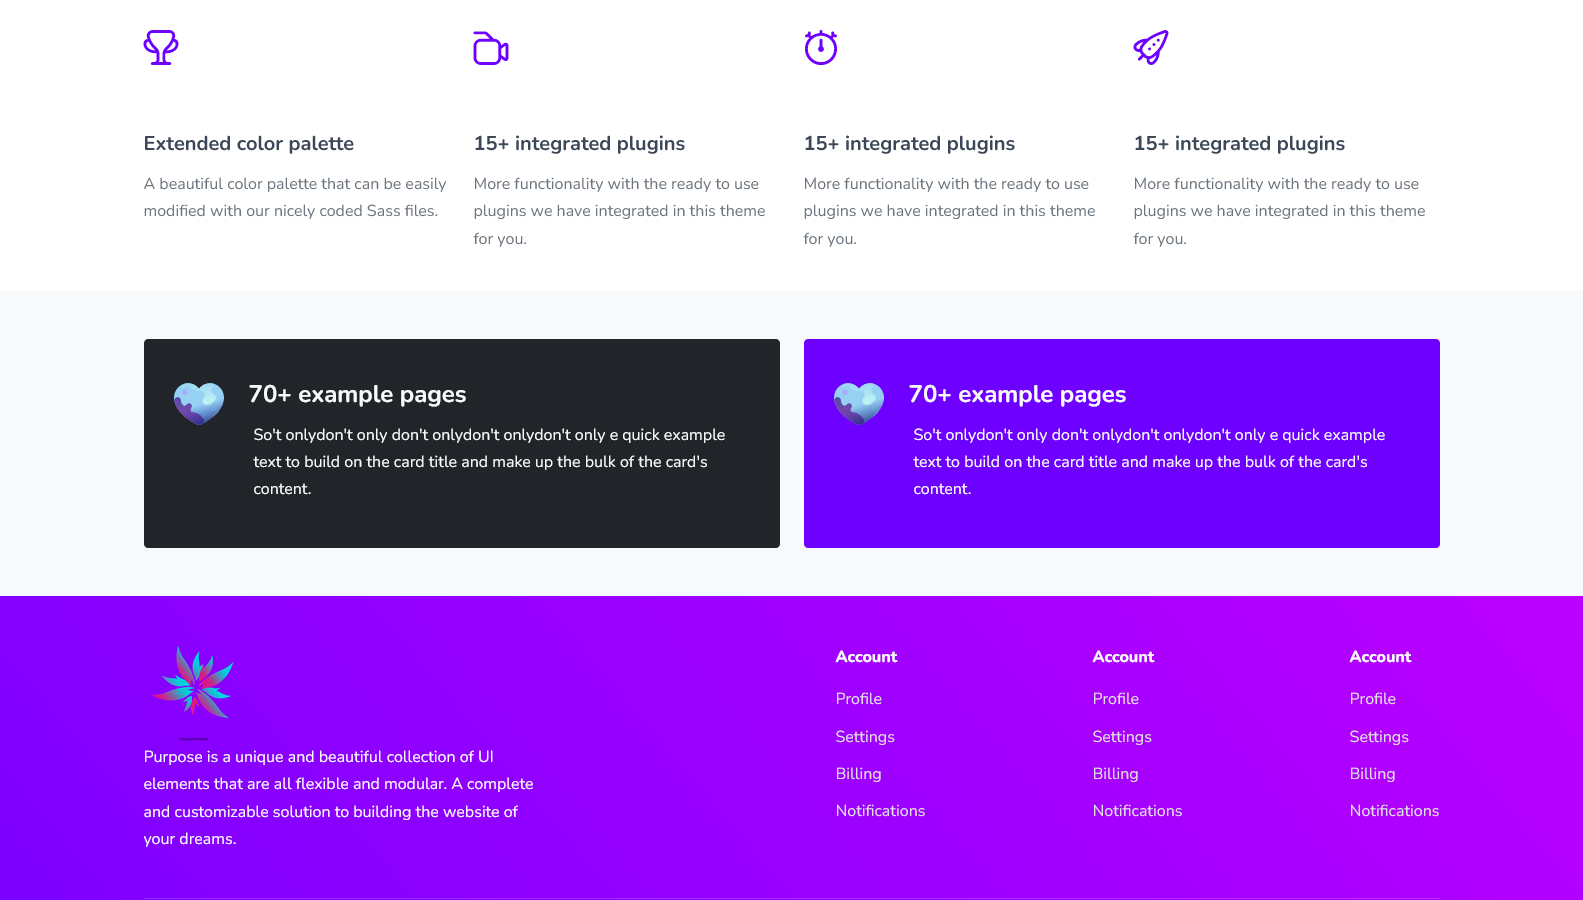 Extended color palette
A beautiful color palette that can be easily
modified with our nicely coded Sass files.
15+ integrated plugins
More functionality with the ready to use
plugins we have integrated in this theme
for you.
15+ integrated plugins
More functionality with the ready to use
plugins we have integrated in this theme
for you.
15+ integrated plugins
More functionality with the ready to use
plugins we have integrated in this theme
for you.
70+ example pages
So't onlydon't only don't onlydon't onlydon't only e quick example
text to build on the card title and make up the bulk of the card's
content.
70+ example pages
So't onlydon't only don't onlydon't onlydon't only e quick example
text to build on the card title and make up the bulk of the card's
content.
Purpose is a unique and beautiful collection of UI
elements that are all flexible and modular. A complete
and customizable solution to building the website of
your dreams.
Account
Profile
Settings
Billing
Notifications
Account
Profile
Settings
Billing
Notifications
Account
Profile
Settings
Billing
Notifications